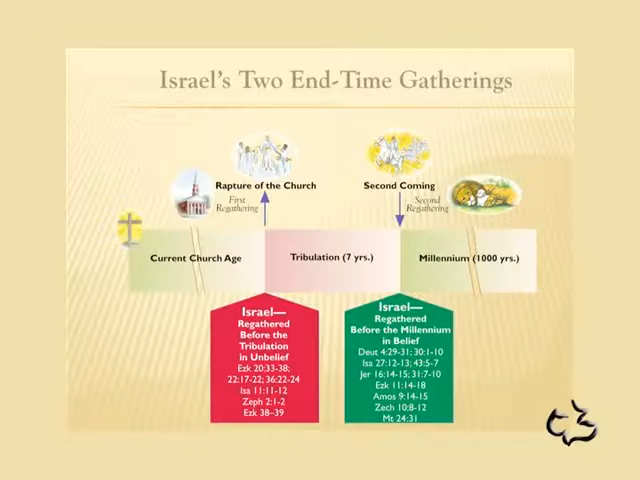 Israel's Two End-Time Gatherings
Rapture of the Church
First
Regathering
Second Coming
Second
Regathering
Current Church Age
Tribulation (7 yrs.)
Millennium (1000 yrs.)
Israel—
Regathered
Before the
Tribulation
in Unbelief
Ezk 20:33-38;
22:17-22; 36:22-24
Isa 11:11-12
Zeph 2:1-2
Ezk 38–39
Israel—
Regathered
Before the Millennium
in Belief
Deut 4:29-31; 30:1-10
Isa 27:12-13; 43:5-7
Jer 16:14-15; 31:7-10
Ezk 11:14-18
Amos 9:14-15
Zech 10:8-12
Mt 24:31